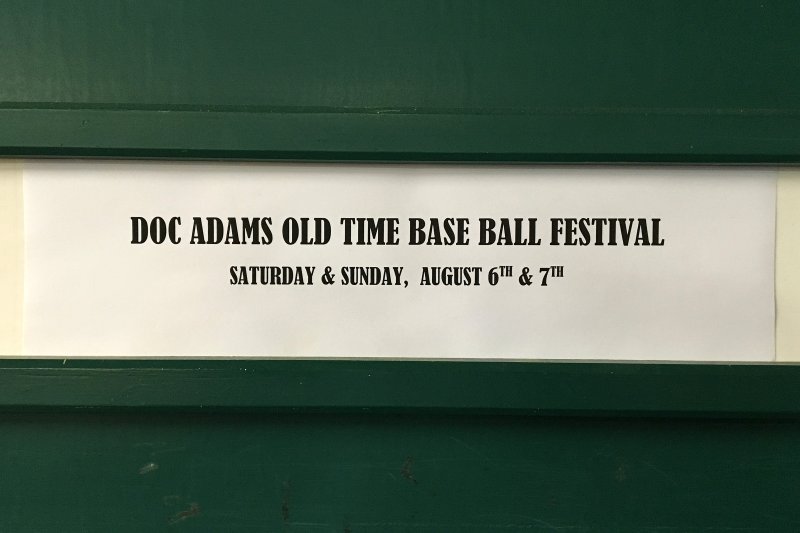 DOC ADAMS OLD TIME BASE BALL FESTIVAL
SATURDAY & SUNDAY, AUGUST 6TH & 7TH